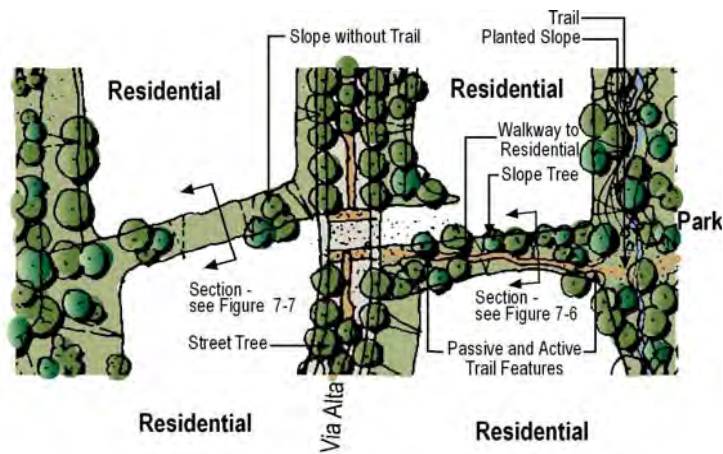 Trail
Planted Slope
Slope without Trail
Residential
Residential
Walkway to
Residential
Slope Tree
Park
Section -
see Figure 7-7
Section -
see Figure 7-6
Street Tree
Passive and Active
Trail Features
Via Alta
Residential
Residential